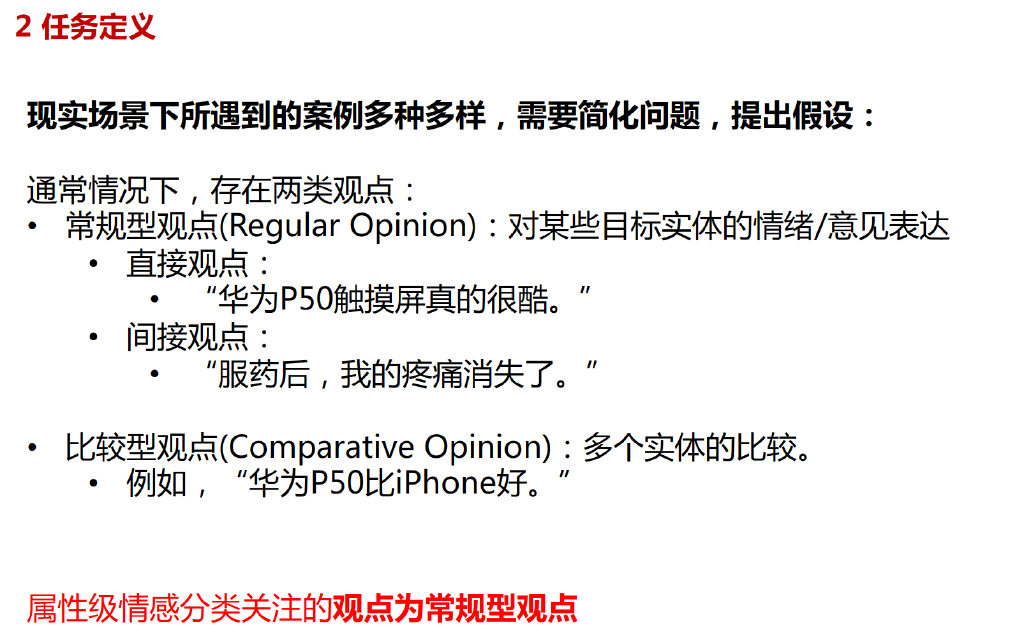 2 任务定义
现实场景下所遇到的案例多种多样，需要简化问题，提出假设：
通常情况下，存在两类观点：
• 常规型观点(Regular Opinion)：对某些目标实体的情绪/意见表达
• 直接观点：
• “华为P50触摸屏真的很酷。”
• 间接观点：
• “服药后，我的疼痛消失了。”
• 比较型观点(Comparative Opinion)：多个实体的比较。
• 例如，“华为P50比iPhone好。”
属性级情感分类关注的观点为常规型观点